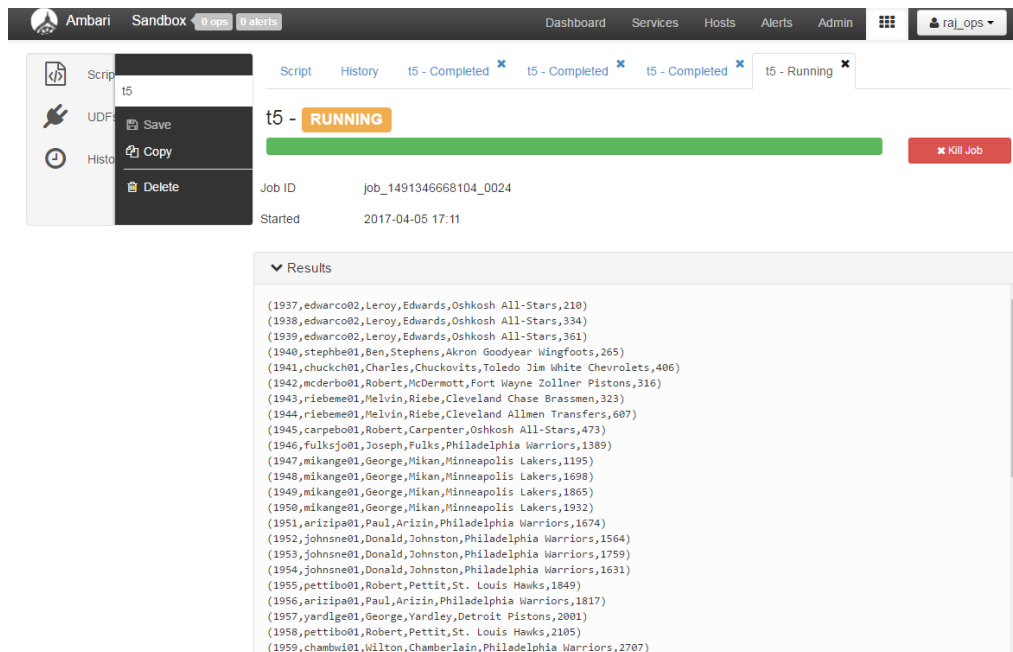 Ambari Sandbox 0 ops 0 alerts Dashboard Services Hosts Alerts Admin raj_ops
Script History t5 - Completed t5 - Completed t5 - Completed t5 - Running
Scrip
t5
UDFs
Save
Copy
Histo
Delete
t5 - RUNNING
Kill Job
Job ID job_1491346668104_0024
Started 2017-04-05 17:11
Results
(1937,edwarco02,Leroy,Edwards,Oshkosh All-Stars,210)
(1938,edwarco02,Leroy,Edwards,Oshkosh All-Stars,334)
(1939,edwarco02,Leroy,Edwards,Oshkosh All-Stars,361)
(1940,stephbe01,Ben,Stephens,Akron Goodyear Wingfoots,265)
(1941,chuckch01,Charles,Chuckovits,Toledo Jim White Chevrolets,406)
(1942,mcderbo01,Robert,McDermott,Fort Wayne Zollner Pistons,316)
(1943,riebeme01,Melvin,Riebe,Cleveland Chase Brassmen,323)
(1944,riebeme01,Melvin,Riebe,Cleveland Allmen Transfers,607)
(1945,carpebo01,Robert,Carpenter,Oshkosh All-Stars,473)
(1946,fulksjo01,Joseph,Fulks,Philadelphia Warriors,1389)
(1947,mikange01,George,Mikan,Minneapolis Lakers,1195)
(1948,mikange01,George,Mikan,Minneapolis Lakers,1698)
(1949,mikange01,George,Mikan,Minneapolis Lakers,1865)
(1950,mikange01,George,Mikan,Minneapolis Lakers,1932)
(1951,arizipa01,Paul,Arizin,Philadelphia Warriors,1674)
(1952,johnsne01,Donald,Johnston,Philadelphia Warriors,1564)
(1953,johnsne01,Donald,Johnston,Philadelphia Warriors,1759)
(1954,johnsne01,Donald,Johnston,Philadelphia Warriors,1631)
(1955,pettibo01,Robert,Pettit,St. Louis Hawks,1849)
(1956,arizipa01,Paul,Arizin,Philadelphia Warriors,1817)
(1957,yardlge01,George,Yardley,Detroit Pistons,2001)
(1958,pettibo01,Robert,Pettit,St. Louis Hawks,2105)
(1959,chambwi01,Wilton,Chamberlain,Philadelphia Warriors,2707)